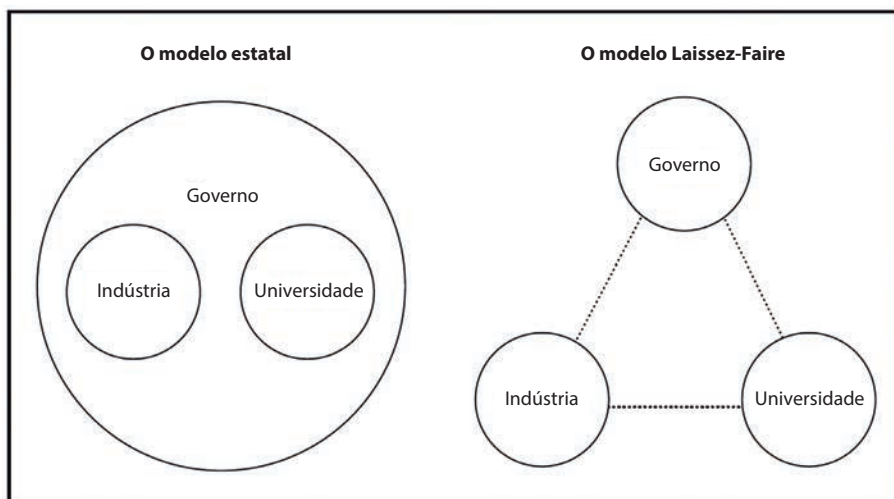 O modelo estatal
Governo
Indústria
Universidade
O modelo Laissez-Faire
Governo
Indústria
Universidade